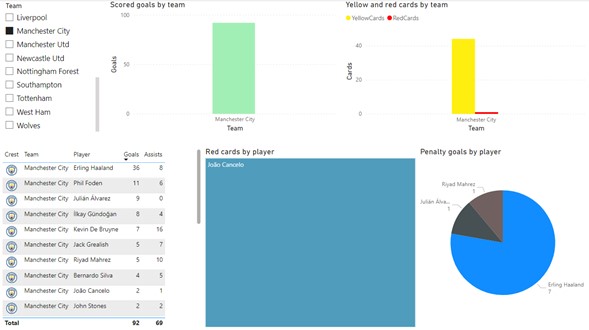 Team
Liverpool
Manchester City
Manchester Utd
Newcastle Utd
Nottingham Forest
Southampton
Tottenham
West Ham
Wolves
Scored goals by team
100
50
0
Goals
Manchester City
Team
Yellow and red cards by team
YellowCards RedCards
40
20
0
Cards
Manchester City
Team
Crest Team Player Goals Assists
Manchester City Erling Haaland 36 8
Manchester City Phil Foden 11 6
Manchester City Julián Álvarez 9 0
Manchester City İlkay Gündoğan 8 4
Manchester City Kevin De Bruyne 7 16
Manchester City Jack Grealish 5 7
Manchester City Riyad Mahrez 5 10
Manchester City Bernardo Silva 4 5
Manchester City João Cancelo 2 1
Manchester City John Stones 2 2
Total 92 69
Red cards by player
João Cancelo
Penalty goals by player
Riyad Mahrez
1
Julián Álva...
1
Erling Haaland
7